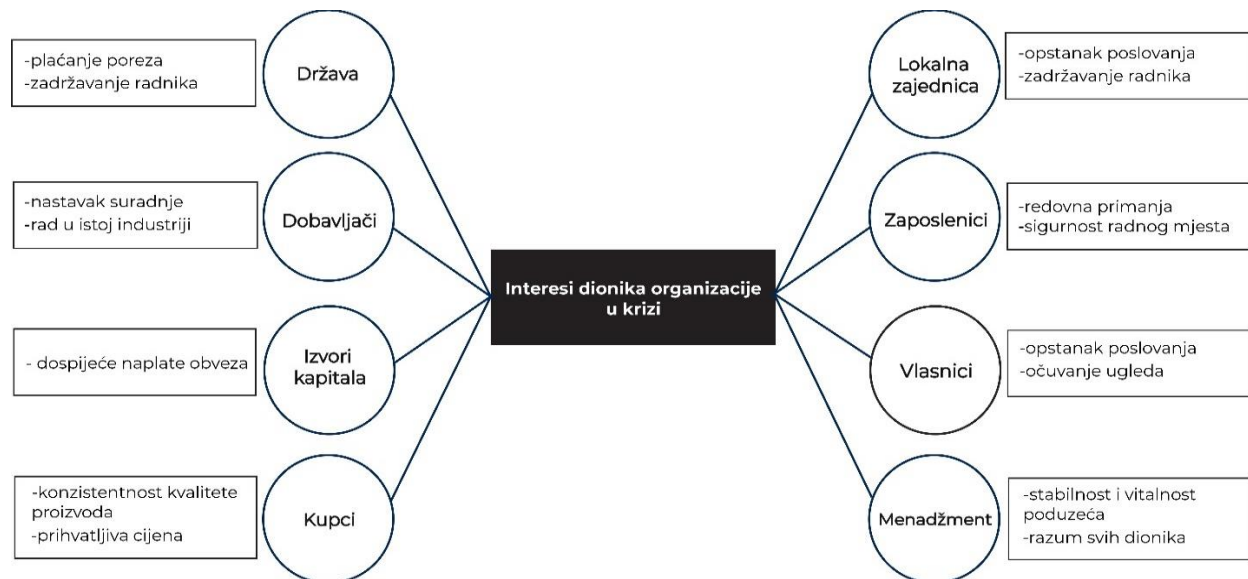 -plaćanje poreza
-zadržavanje radnika
Država
-nastavak suradnje
-rad u istoj industriji
Dobavljači
- dospijeće naplate obveza
Izvori
kapitala
-konzistentnost kvalitete
proizvoda
-prihvatljiva cijena
Kupci
Interesi dionika organizacije
u krizi
Lokalna
zajednica
-opstanak poslovanja
-zadržavanje radnika
Zaposlenici
-redovna primanja
-sigurnost radnog mjesta
Vlasnici
-opstanak poslovanja
-očuvanje ugleda
Menadžment
-stabilnost i vitalnost
poduzeća
-razum svih dionika